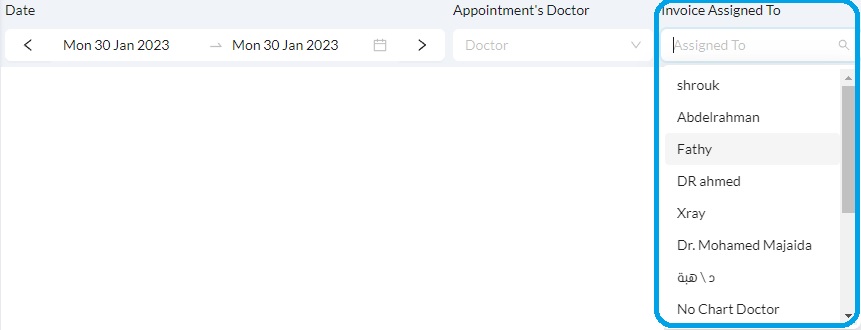 Date
Appointment's Doctor
Invoice Assigned To
Mon 30 Jan 2023
Mon 30 Jan 2023
Doctor
Assigned To
shrouk
Abdelrahman
Fathy
DR ahmed
Xray
Dr. Mohamed Majaida
د \ هبة
No Chart Doctor